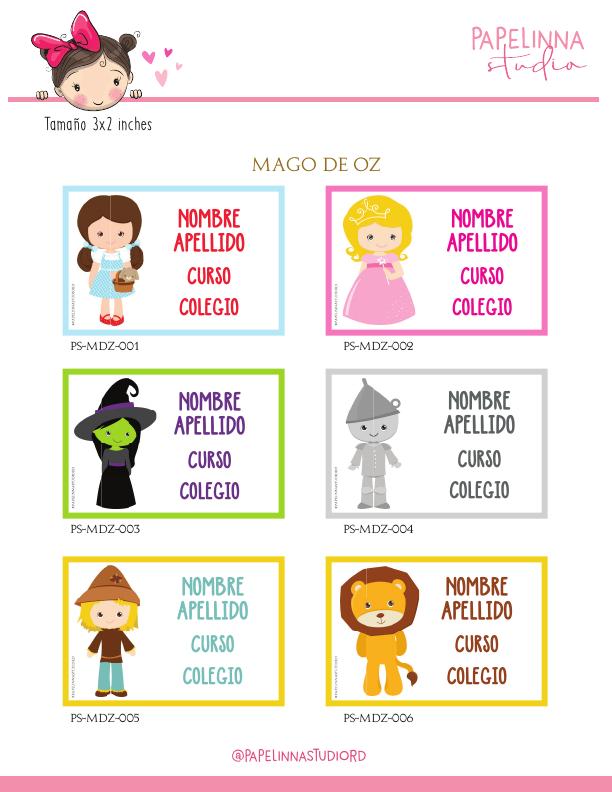 PAPELINNA
studio
Tamaño 3x2 inches
MAGO DE OZ
NOMBRE
APELLIDO
CURSO
COLEGIO
PS-MDZ-001
NOMBRE
APELLIDO
CURSO
COLEGIO
PS-MDZ-002
NOMBRE
APELLIDO
CURSO
COLEGIO
PS-MDZ-003
NOMBRE
APELLIDO
CURSO
COLEGIO
PS-MDZ-004
NOMBRE
APELLIDO
CURSO
COLEGIO
PS-MDZ-005
NOMBRE
APELLIDO
CURSO
COLEGIO
PS-MDZ-006
@PAPELINNASTUDIORD